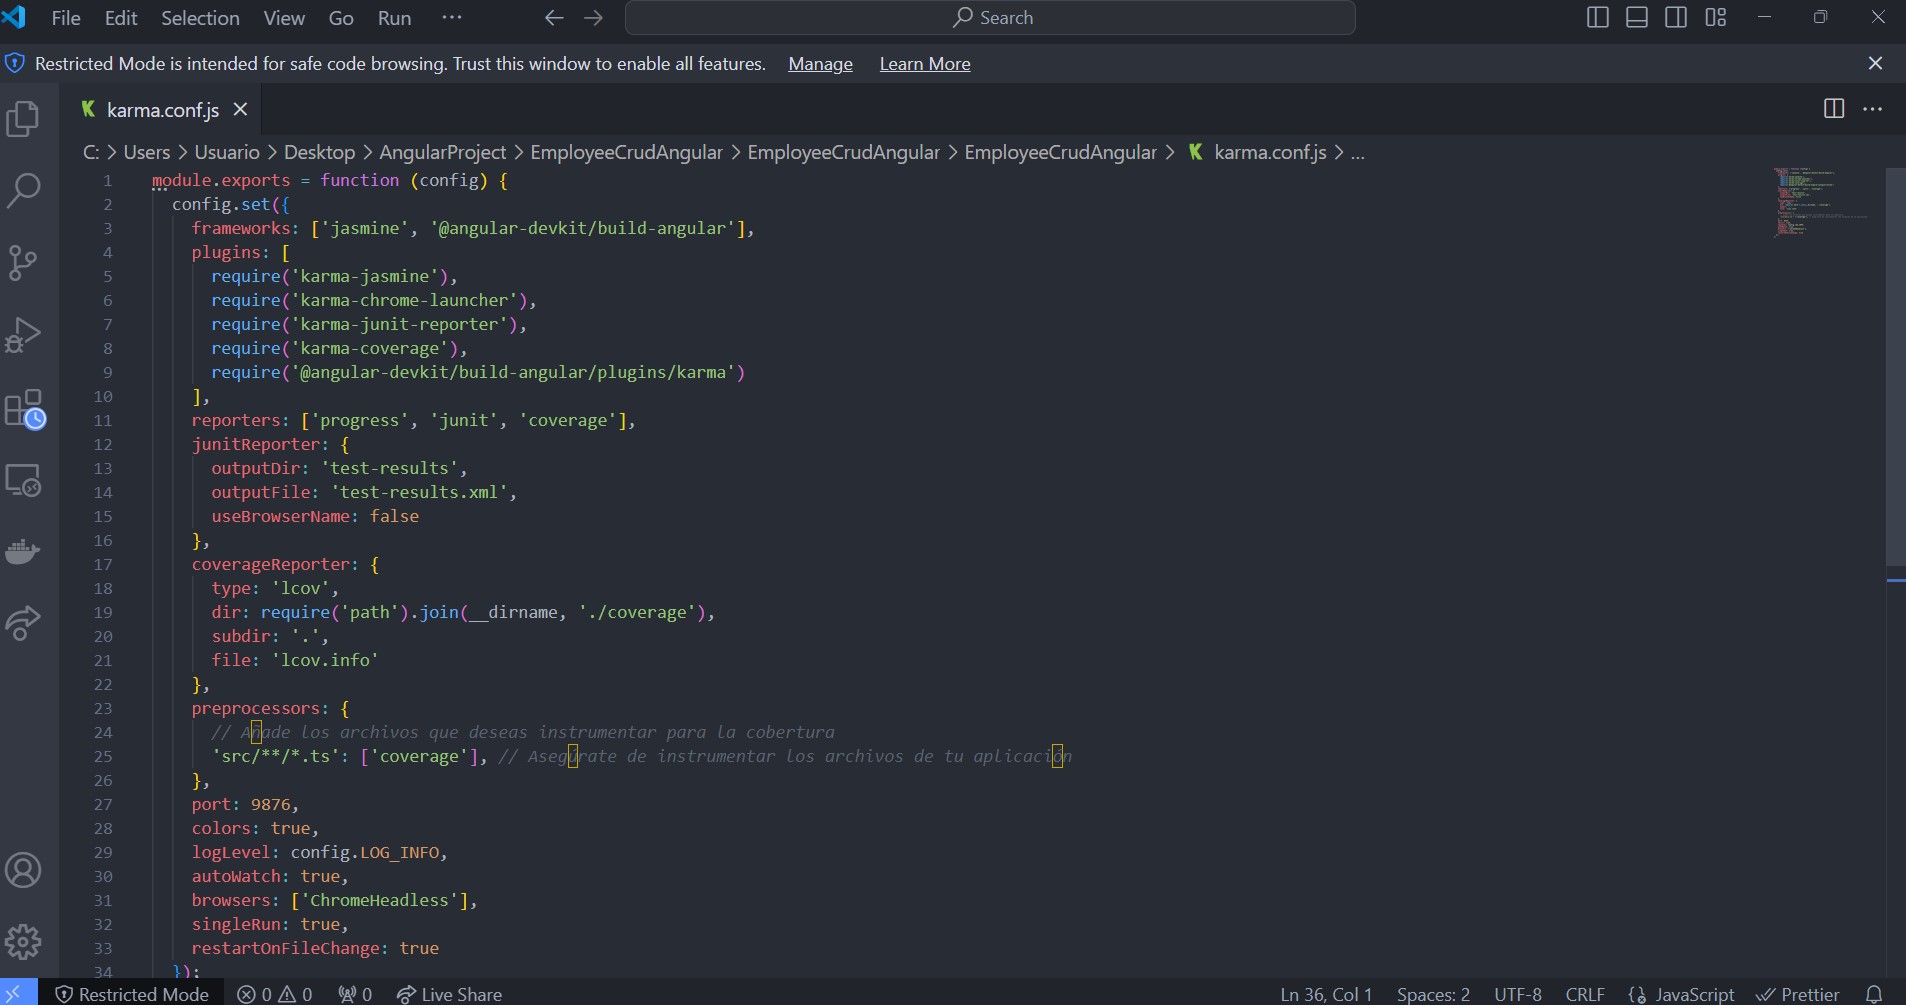 File Edit Selection View Go Run ··· Search
Restricted Mode is intended for safe code browsing. Trust this window to enable all features. Manage Learn More
karma.conf.js
C: > Users > Usuario > Desktop > AngularProject > EmployeeCrudAngular > EmployeeCrudAngular > EmployeeCrudAngular > karma.conf.js > ...
1 module.exports = function (config) {
2 config.set({
3 frameworks: ['jasmine', '@angular-devkit/build-angular'],
4 plugins: [
5 require('karma-jasmine'),
6 require('karma-chrome-launcher'),
7 require('karma-junit-reporter'),
8 require('karma-coverage'),
9 require('@angular-devkit/build-angular/plugins/karma')
10 ],
11 reporters: ['progress', 'junit', 'coverage'],
12 junitReporter: {
13 outputDir: 'test-results',
14 outputFile: 'test-results.xml',
15 useBrowserName: false
16 },
17 coverageReporter: {
18 type: 'lcov',
19 dir: require('path').join(__dirname, './coverage'),
20 subdir: '.',
21 file: 'lcov.info'
22 },
23 preprocessors: {
24 // Añade los archivos que deseas instrumentar para la cobertura
25 'src/**/*.ts': ['coverage'], // Asegúrate de instrumentar los archivos de tu aplicación
26 },
27 port: 9876,
28 colors: true,
29 logLevel: config.LOG_INFO,
30 autoWatch: true,
31 browsers: ['ChromeHeadless'],
32 singleRun: true,
33 restartOnFileChange: true
34 });
Restricted Mode 0 0 0 Live Share Ln 36, Col 1 Spaces: 2 UTF-8 CRLF {} JavaScript Prettier